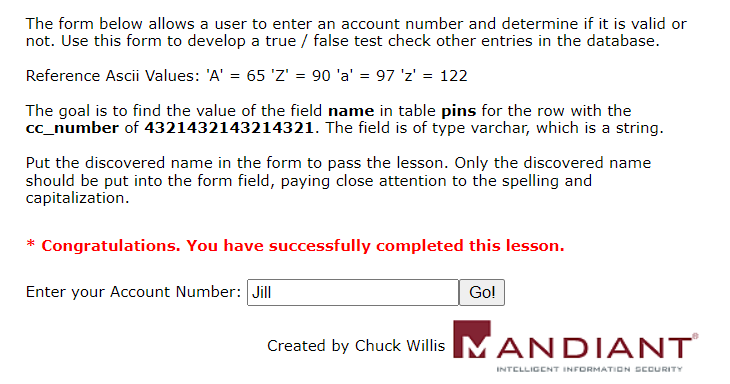 The form below allows a user to enter an account number and determine if it is valid or
not. Use this form to develop a true / false test check other entries in the database.
Reference Ascii Values: 'A' = 65 'Z' = 90 'a' = 97 'z' = 122
The goal is to find the value of the field name in table pins for the row with the
cc_number of 4321432143214321. The field is of type varchar, which is a string.
Put the discovered name in the form to pass the lesson. Only the discovered name
should be put into the form field, paying close attention to the spelling and
capitalization.
* Congratulations. You have successfully completed this lesson.
Enter your Account Number: Jill Go!
Created by Chuck Willis MANDIANT®
INTELLIGENT INFORMATION SECURITY